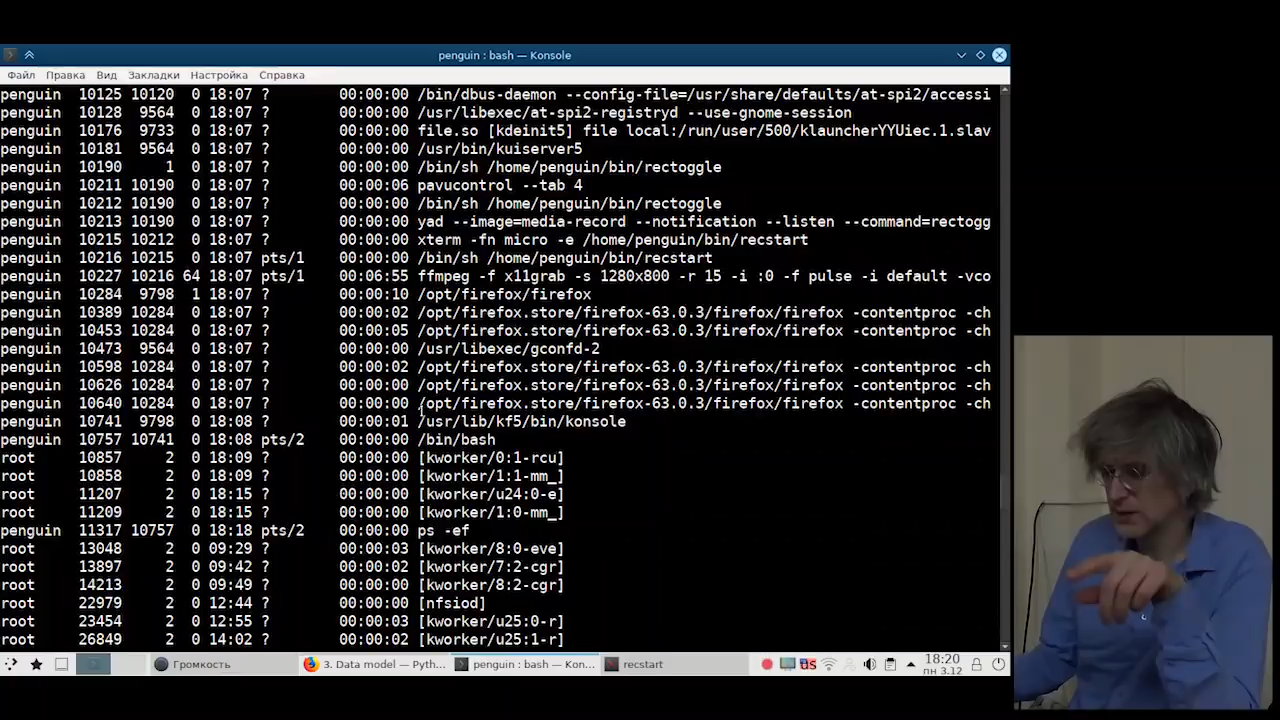 penguin : bash — Konsole
Файл Правка Вид Закладки Настройка Справка
penguin 10125 10120 0 18:07 ? 00:00:00 /bin/dbus-daemon --config-file=/usr/share/defaults/at-spi2/accessi
penguin 10128 9564 0 18:07 ? 00:00:00 /usr/libexec/at-spi2-registryd --use-gnome-session
penguin 10176 9733 0 18:07 ? 00:00:00 file.so [kdeinit5] file local:/run/user/500/klauncherYYUiec.1.slav
penguin 10181 9564 0 18:07 ? 00:00:00 /usr/bin/kuiserver5
penguin 10190 1 0 18:07 ? 00:00:00 /bin/sh /home/penguin/bin/rectoggle
penguin 10211 10190 0 18:07 ? 00:00:06 pavucontrol --tab 4
penguin 10212 10190 0 18:07 ? 00:00:00 /bin/sh /home/penguin/bin/rectoggle
penguin 10213 10190 0 18:07 ? 00:00:00 yad --image=media-record --notification --listen --command=rectogg
penguin 10215 10212 0 18:07 ? 00:00:00 xterm -fn micro -e /home/penguin/bin/recstart
penguin 10216 10215 0 18:07 pts/1 00:00:00 /bin/sh /home/penguin/bin/recstart
penguin 10227 10216 64 18:07 pts/1 00:06:55 ffmpeg -f x11grab -s 1280x800 -r 15 -i :0 -f pulse -i default -vco
penguin 10284 9798 1 18:07 ? 00:00:10 /opt/firefox/firefox
penguin 10389 10284 0 18:07 ? 00:00:02 /opt/firefox.store/firefox-63.0.3/firefox/firefox -contentproc -ch
penguin 10453 10284 0 18:07 ? 00:00:05 /opt/firefox.store/firefox-63.0.3/firefox/firefox -contentproc -ch
penguin 10473 9564 0 18:07 ? 00:00:00 /usr/libexec/gconfd-2
penguin 10598 10284 0 18:07 ? 00:00:02 /opt/firefox.store/firefox-63.0.3/firefox/firefox -contentproc -ch
penguin 10626 10284 0 18:07 ? 00:00:00 /opt/firefox.store/firefox-63.0.3/firefox/firefox -contentproc -ch
penguin 10640 10284 0 18:07 ? 00:00:00 /opt/firefox.store/firefox-63.0.3/firefox/firefox -contentproc -ch
penguin 10741 9798 0 18:08 ? 00:00:01 /usr/lib/kf5/bin/konsole
penguin 10757 10741 0 18:08 pts/2 00:00:00 /bin/bash
root 10857 2 0 18:09 ? 00:00:00 [kworker/0:1-rcu]
root 10858 2 0 18:09 ? 00:00:00 [kworker/1:1-mm_]
root 11207 2 0 18:15 ? 00:00:00 [kworker/u24:0-e]
root 11209 2 0 18:15 ? 00:00:00 [kworker/1:0-mm_]
penguin 11317 10757 0 18:18 pts/2 00:00:00 ps -ef
root 13048 2 0 09:29 ? 00:00:03 [kworker/8:0-eve]
root 13897 2 0 09:42 ? 00:00:02 [kworker/7:2-cgr]
root 14213 2 0 09:49 ? 00:00:00 [kworker/8:2-cgr]
root 22979 2 0 12:44 ? 00:00:00 [nfsiod]
root 23454 2 0 12:55 ? 00:00:03 [kworker/u25:0-r]
root 26849 2 0 14:02 ? 00:00:02 [kworker/u25:1-r]
Громкость 3. Data model — Pyth... penguin : bash — Kon... recstart US 18:20
пн 3.12